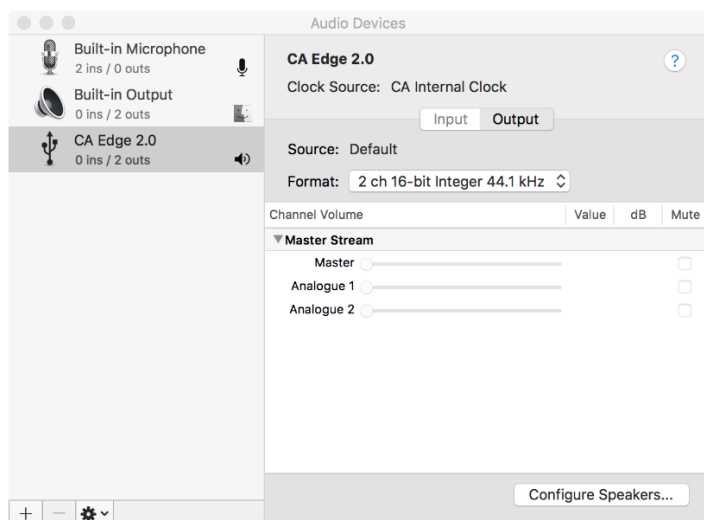 Audio Devices
Built-in Microphone
2 ins / 0 outs
Built-in Output
0 ins / 2 outs
CA Edge 2.0
0 ins / 2 outs
CA Edge 2.0
?
Clock Source: CA Internal Clock
Input Output
Source: Default
Format: 2 ch 16-bit Integer 44.1 kHz
Channel Volume Value dB Mute
Master Stream
Master
Analogue 1
Analogue 2
Configure Speakers...